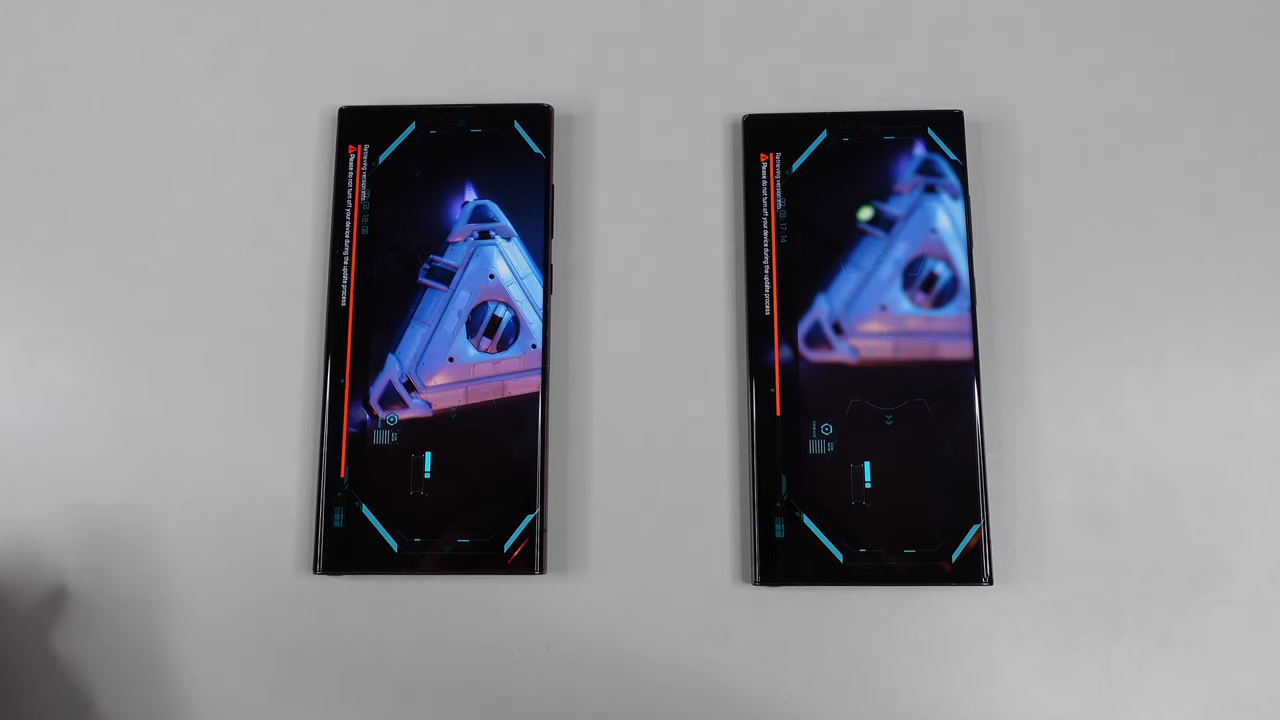 Retrieving version info.
Please do not turn off your device during the update process
Retrieving version info.
Please do not turn off your device during the update process